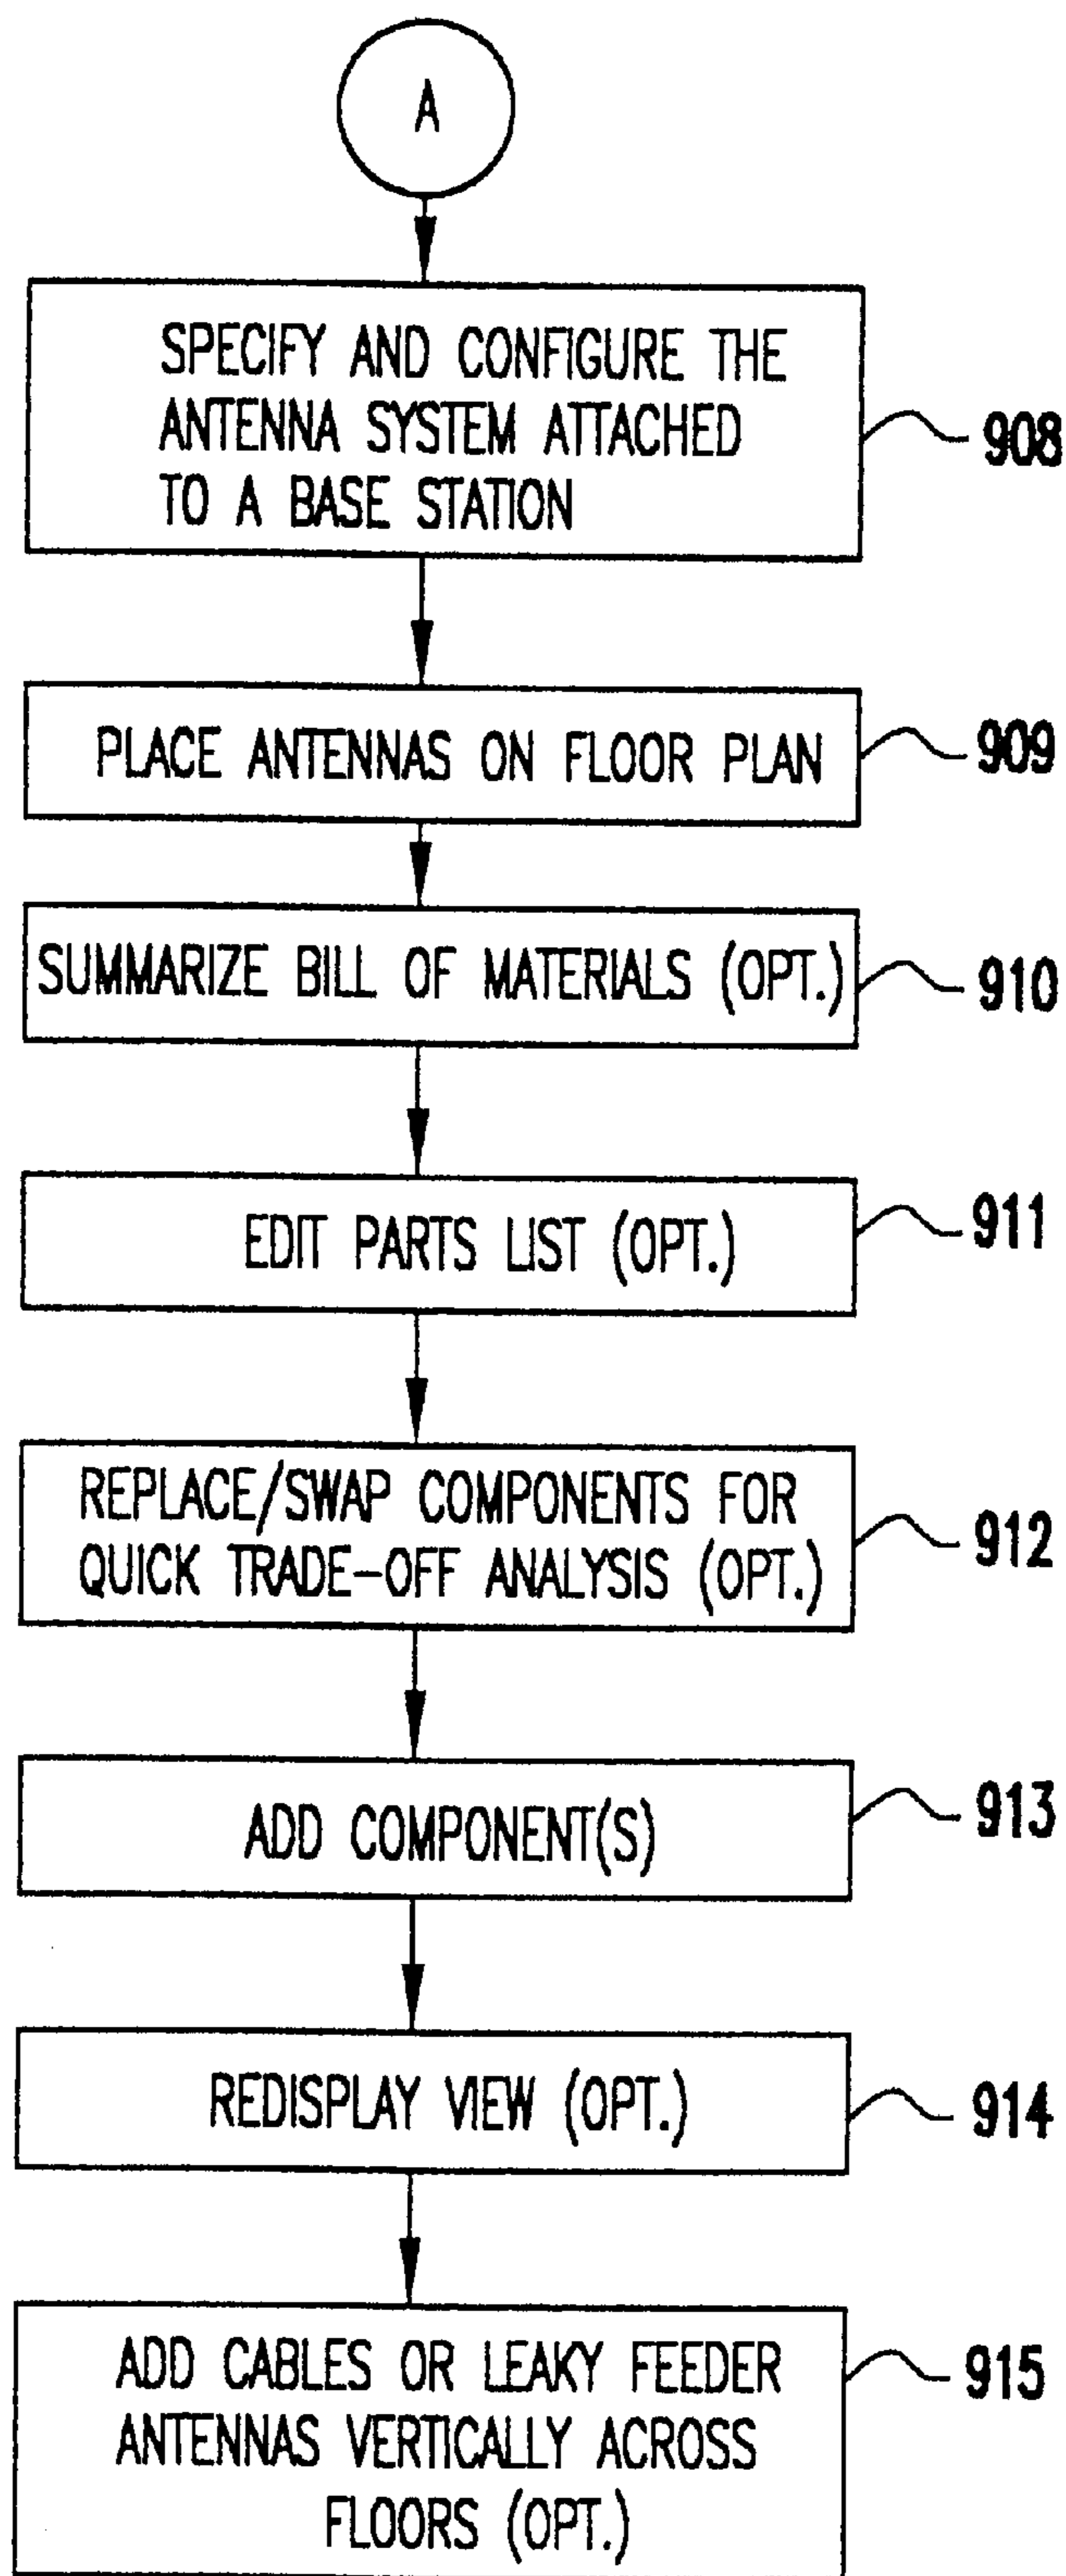 A
SPECIFY AND CONFIGURE THE
ANTENNA SYSTEM ATTACHED
TO A BASE STATION
908
PLACE ANTENNAS ON FLOOR PLAN
909
SUMMARIZE BILL OF MATERIALS (OPT.)
910
EDIT PARTS LIST (OPT.)
911
REPLACE/SWAP COMPONENTS FOR
QUICK TRADE-OFF ANALYSIS (OPT.)
912
ADD COMPONENT(S)
913
REDISPLAY VIEW (OPT.)
914
ADD CABLES OR LEAKY FEEDER
ANTENNAS VERTICALLY ACROSS
FLOORS (OPT.)
915